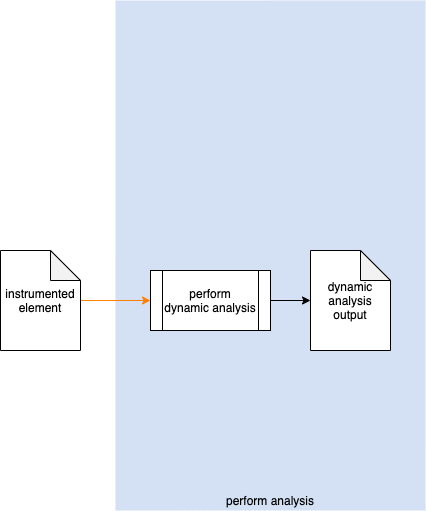 instrumented
element
perform
dynamic analysis
dynamic
analysis
output
perform analysis